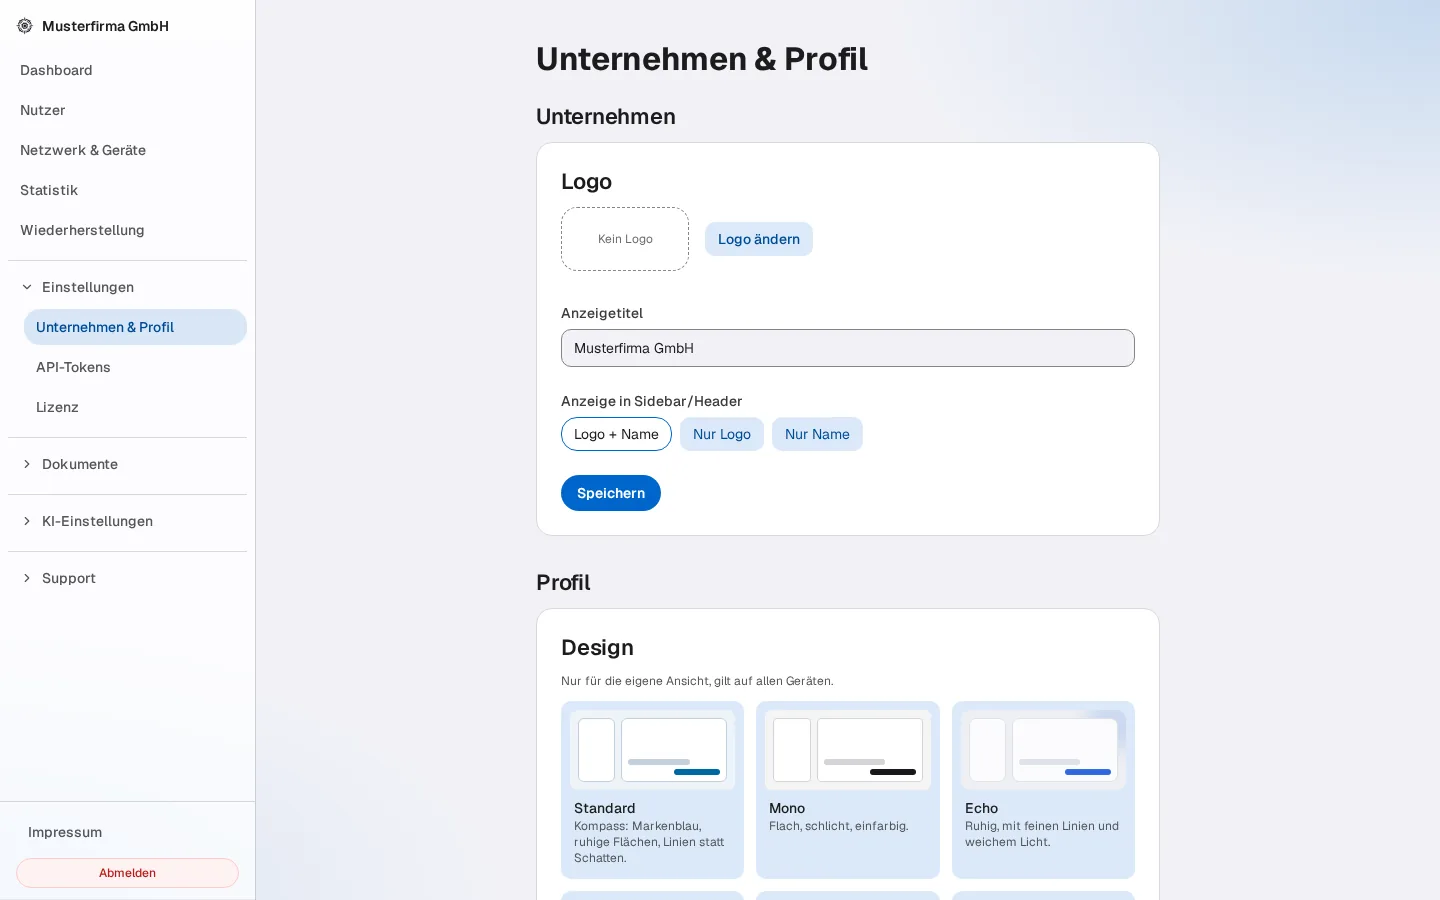 Musterfirma GmbH
Dashboard
Nutzer
Netzwerk & Geräte
Statistik
Wiederherstellung
Einstellungen
Unternehmen & Profil
API-Tokens
Lizenz
Dokumente
KI-Einstellungen
Support
Impressum
Abmelden
Unternehmen & Profil
Unternehmen
Logo
Kein Logo
Logo ändern
Anzeigetitel
Musterfirma GmbH
Anzeige in Sidebar/Header
Logo + Name
Nur Logo
Nur Name
Speichern
Profil
Design
Nur für die eigene Ansicht, gilt auf allen Geräten.
Standard
Kompass: Markenblau,
ruhige Flächen, Linien statt
Schatten.
Mono
Flach, schlicht, einfarbig.
Echo
Ruhig, mit feinen Linien und
weichem Licht.